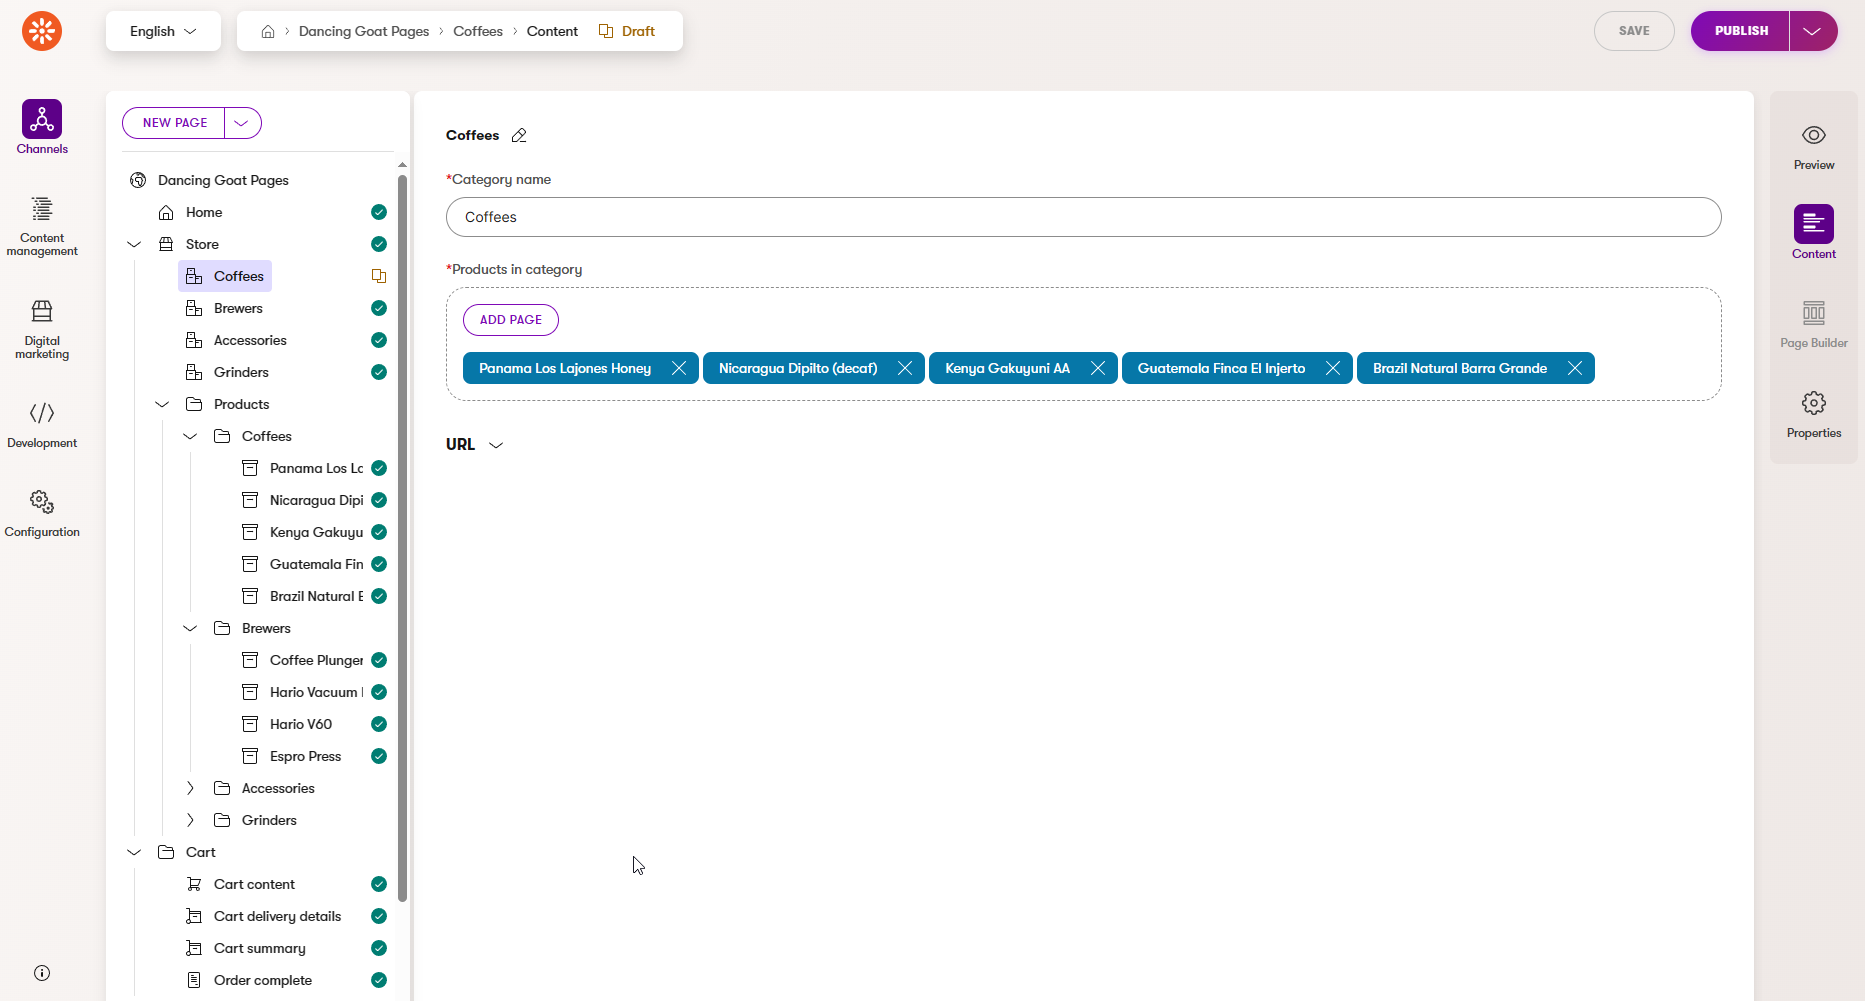 English
Dancing Goat Pages > Coffees > Content Draft
SAVE
PUBLISH
Channels
Content management
Digital marketing
Development
Configuration
NEW PAGE
Dancing Goat Pages
Home
Store
Coffees
Brewers
Accessories
Grinders
Products
Coffees
Panama Los Lo
Nicaragua Dipi
Kenya Gakuyu
Guatemala Fin
Brazil Natural B
Brewers
Coffee Plunger
Hario Vacuum
Hario V60
Espro Press
Accessories
Grinders
Cart
Cart content
Cart delivery details
Cart summary
Order complete
Coffees
*Category name
Coffees
*Products in category
ADD PAGE
Panama Los Lajones Honey Nicaragua Dipilto (decaf) Kenya Gakuyuni AA Guatemala Finca El Injerto Brazil Natural Barra Grande
URL
Preview
Content
Page Builder
Properties